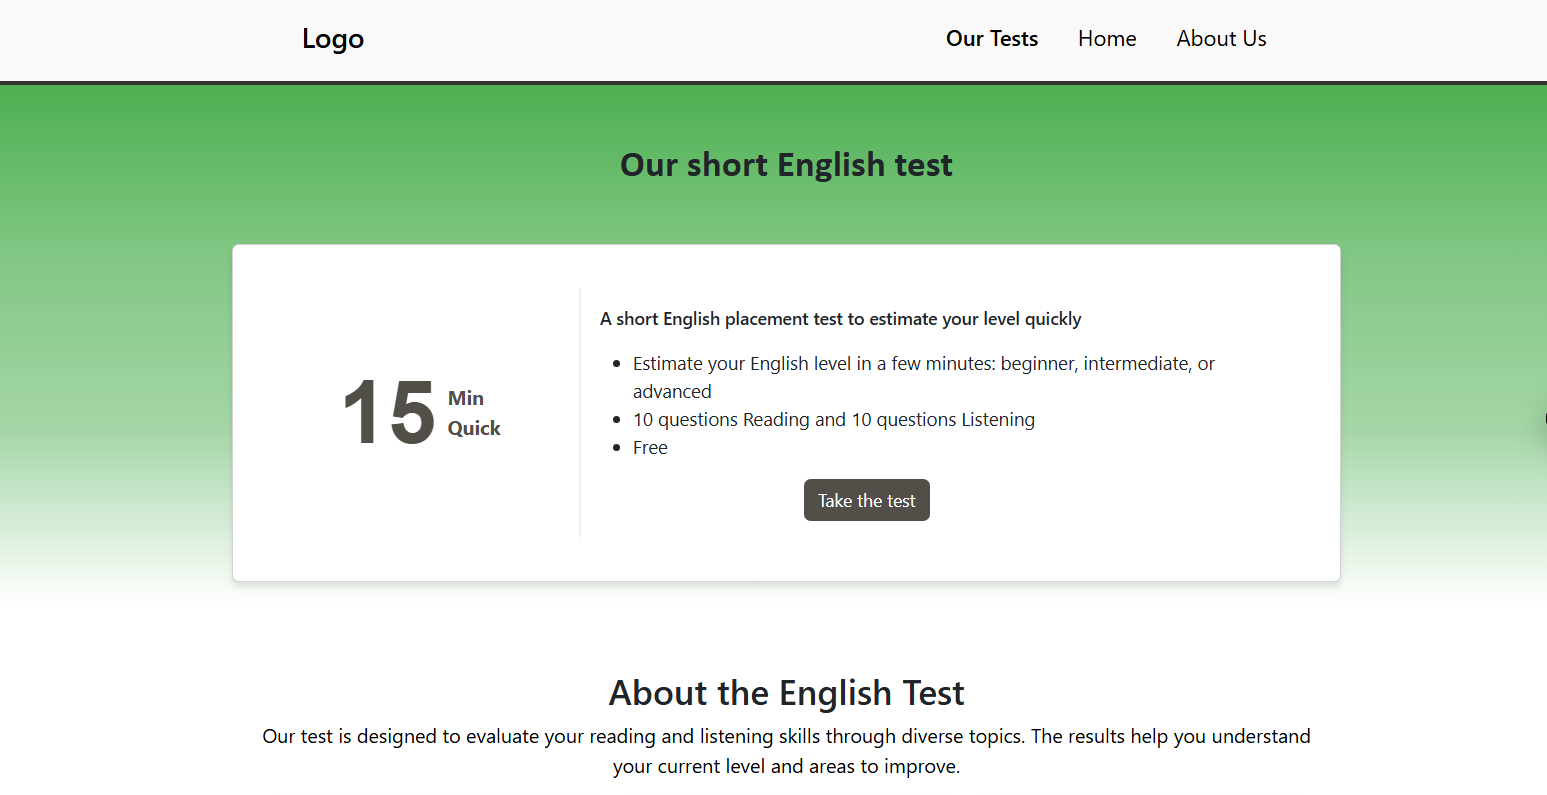 Logo
Our Tests Home About Us
Our short English test
15 Min
Quick
A short English placement test to estimate your level quickly
Estimate your English level in a few minutes: beginner, intermediate, or
advanced
10 questions Reading and 10 questions Listening
Free
Take the test
About the English Test
Our test is designed to evaluate your reading and listening skills through diverse topics. The results help you understand
your current level and areas to improve.